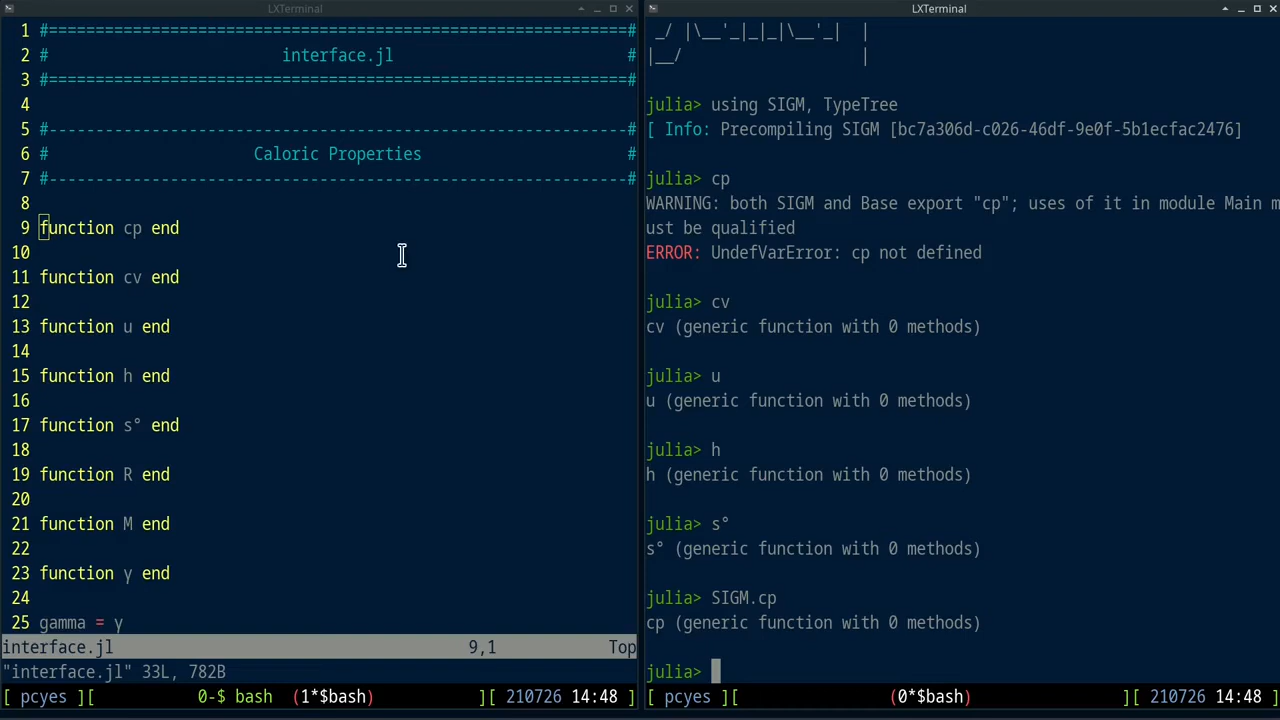 LXTerminal
1 #==============================================================#
2 # interface.jl #
3 #==============================================================#
4
5 #--------------------------------------------------------------#
6 # Caloric Properties #
7 #--------------------------------------------------------------#
8
9 function cp end
10
11 function cv end
12
13 function u end
14
15 function h end
16
17 function s° end
18
19 function R end
20
21 function M end
22
23 function γ end
24
25 gamma = γ
interface.jl 9,1 Top
"interface.jl" 33L, 782B
[ pcyes ][ 0-$ bash (1*$bash) ][ 210726 14:48 ]
LXTerminal
_/ |\__'_|_|_|\__'_| |
|__/ |
julia> using SIGM, TypeTree
[ Info: Precompiling SIGM [bc7a306d-c026-46df-9e0f-5b1ecfac2476]
julia> cp
WARNING: both SIGM and Base export "cp"; uses of it in module Main m
ust be qualified
ERROR: UndefVarError: cp not defined
julia> cv
cv (generic function with 0 methods)
julia> u
u (generic function with 0 methods)
julia> h
h (generic function with 0 methods)
julia> s°
s° (generic function with 0 methods)
julia> SIGM.cp
cp (generic function with 0 methods)
julia>
[ pcyes ][ (0*$bash) ][ 210726 14:48 ]